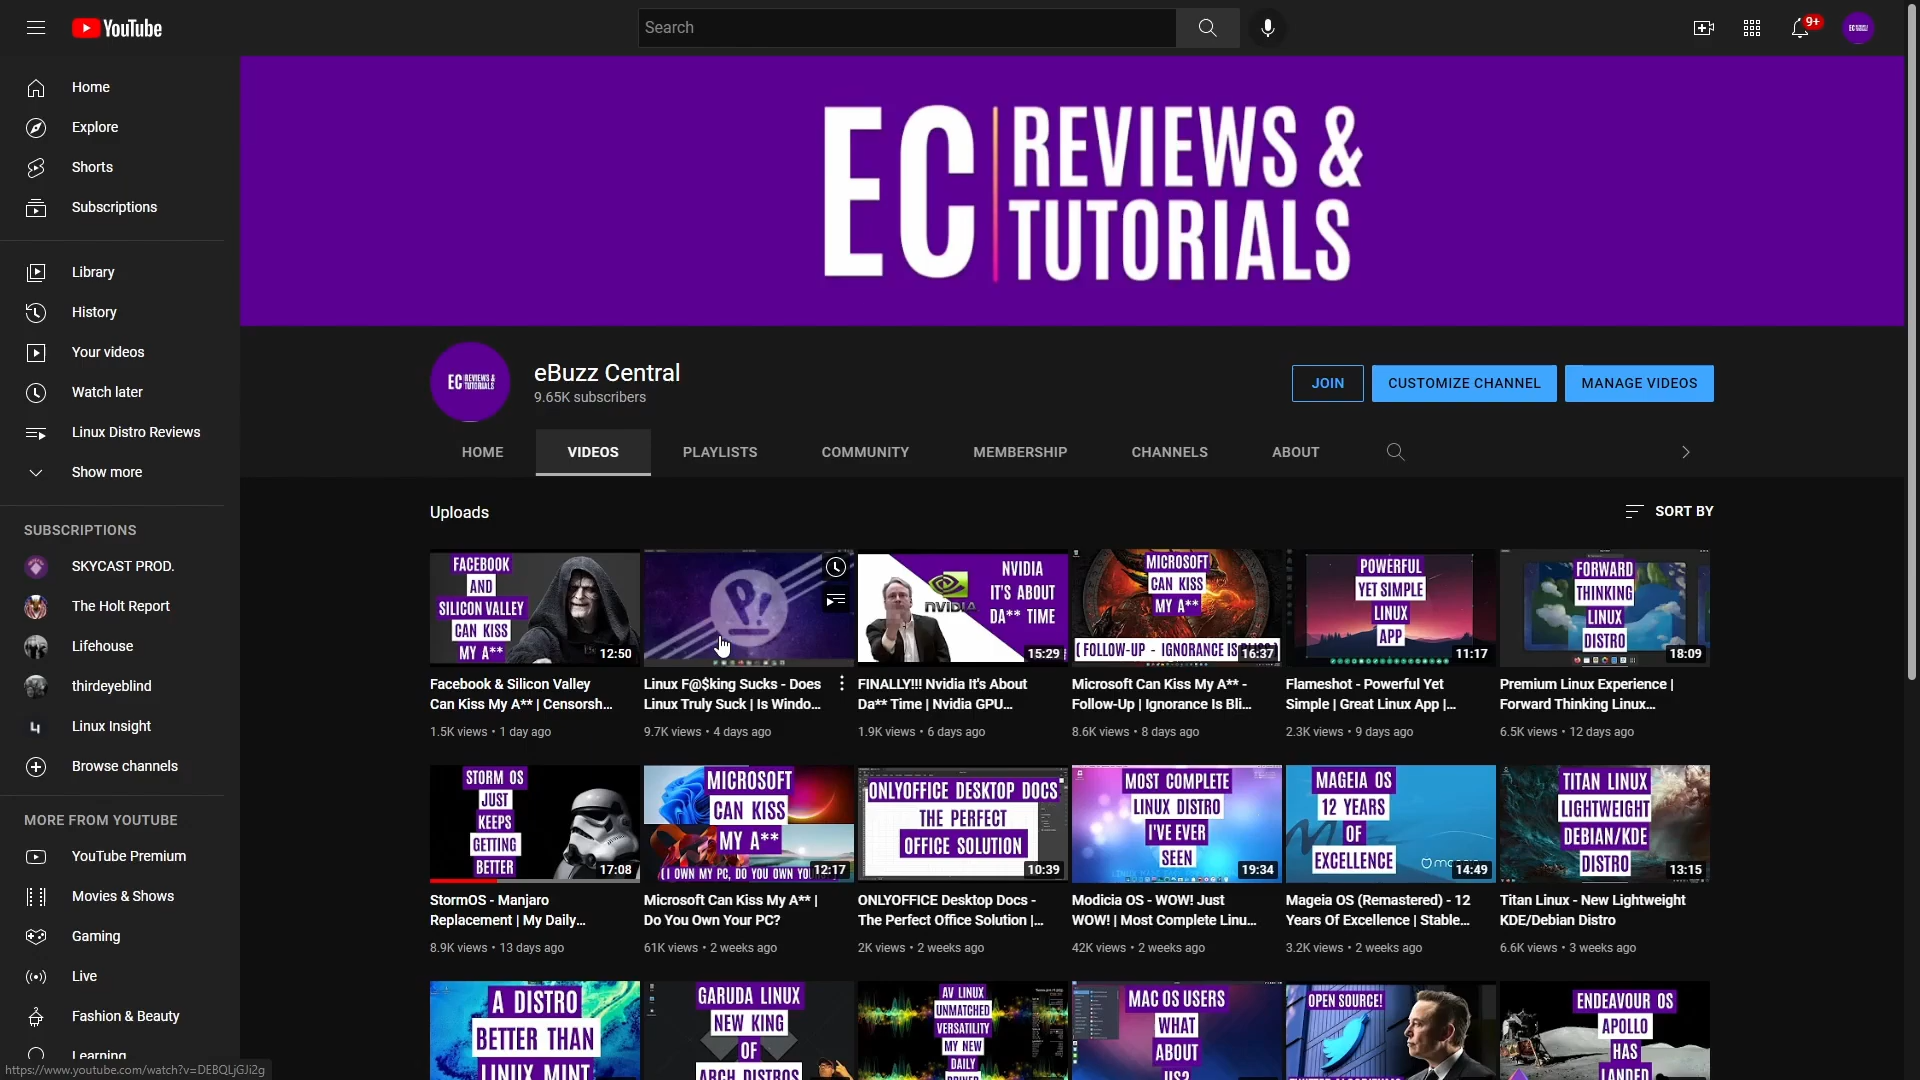 YouTube
Search
9+
Home
Explore
Shorts
Subscriptions
Library
History
Your videos
Watch later
Linux Distro Reviews
Show more
SUBSCRIPTIONS
SKYCAST PROD.
The Holt Report
Lifehouse
thirdeyeblind
Linux Insight
Browse channels
MORE FROM YOUTUBE
YouTube Premium
Movies & Shows
Gaming
Live
Fashion & Beauty
Learning
https://www.youtube.com/watch?v=DEBQLjGJi2g
EC REVIEWS &
TUTORIALS
EC REVIEWS &
TUTORIALS
eBuzz Central
9.65K subscribers
JOIN
CUSTOMIZE CHANNEL
MANAGE VIDEOS
HOME
VIDEOS
PLAYLISTS
COMMUNITY
MEMBERSHIP
CHANNELS
ABOUT
Uploads
SORT BY
FACEBOOK
AND
SILICON VALLEY
CAN KISS
MY A**
12:50
Facebook & Silicon Valley
Can Kiss My A** | Censorsh...
1.5K views • 1 day ago
Linux F@$king Sucks - Does
Linux Truly Suck | Is Windo...
9.7K views • 4 days ago
NVIDIA
IT'S ABOUT
DA** TIME
nVIDIA
15:29
FINALLY!!! Nvidia It's About
Da** Time | Nvidia GPU...
1.9K views • 6 days ago
MICROSOFT
CAN KISS
MY A**
( FOLLOW-UP - IGNORANCE IS
16:37
Microsoft Can Kiss My A** -
Follow-Up | Ignorance Is Bli...
8.6K views • 8 days ago
POWERFUL
YET SIMPLE
LINUX
APP
11:17
Flameshot - Powerful Yet
Simple | Great Linux App |...
2.3K views • 9 days ago
FORWARD
THINKING
LINUX
DISTRO
18:09
Premium Linux Experience |
Forward Thinking Linux...
6.5K views • 12 days ago
STORM OS
JUST
KEEPS
GETTING
BETTER
17:08
StormOS - Manjaro
Replacement | My Daily...
8.9K views • 13 days ago
MICROSOFT
CAN KISS
MY A**
(I OWN MY PC, DO YOU OWN
12:17
Microsoft Can Kiss My A** |
Do You Own Your PC?
61K views • 2 weeks ago
ONLYOFFICE DESKTOP DOCS
THE PERFECT
OFFICE SOLUTION
10:39
ONLYOFFICE Desktop Docs -
The Perfect Office Solution |...
2K views • 2 weeks ago
MOST COMPLETE
LINUX DISTRO
I'VE EVER
SEEN
19:34
Modicia OS - WOW! Just
WOW! | Most Complete Linu...
42K views • 2 weeks ago
MAGEIA OS
12 YEARS
OF
EXCELLENCE
14:49
Mageia OS (Remastered) - 12
Years Of Excellence | Stable...
3.2K views • 2 weeks ago
TITAN LINUX
LIGHTWEIGHT
DEBIAN/KDE
DISTRO
13:15
Titan Linux - New Lightweight
KDE/Debian Distro
6.6K views • 3 weeks ago
A DISTRO
BETTER THAN
LINUX MINT
GARUDA LINUX
NEW KING
OF
ARCH DISTROS
AV LINUX
UNMATCHED
VERSATILITY
MY NEW
DAILY
DRIVER
MAC OS USERS
WHAT
ABOUT
US?
OPEN SOURCE!
ENDEAVOUR OS
APOLLO
HAS
LANDED